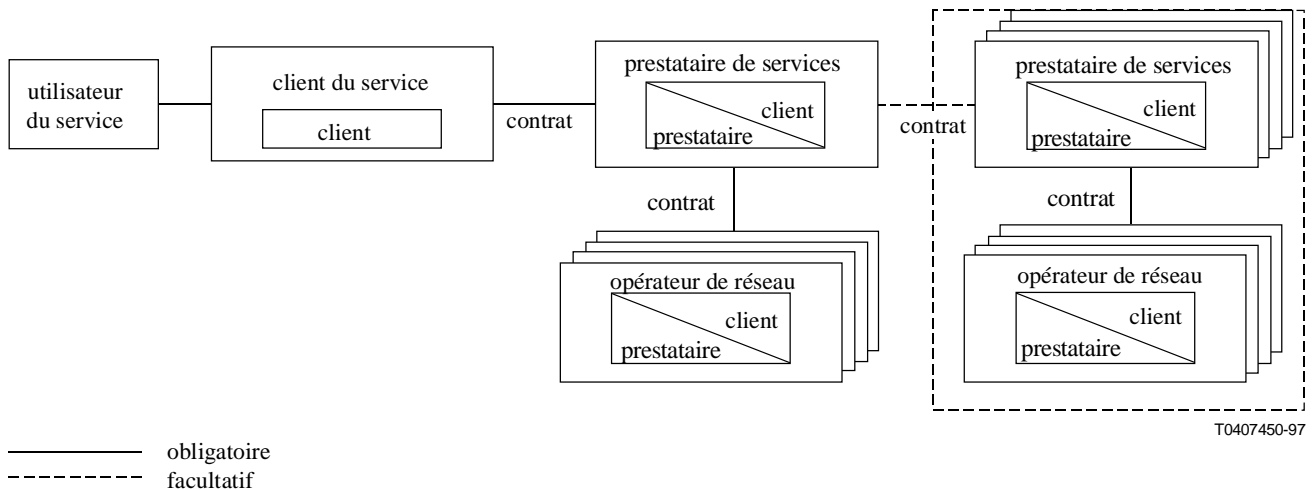 utilisateur
du service
client du service
client
contrat
prestataire de services
client
prestataire
contrat
prestataire de services
client
prestataire
contrat
opérateur de réseau
client
prestataire
contrat
opérateur de réseau
client
prestataire
T0407450-97
obligatoire
facultatif